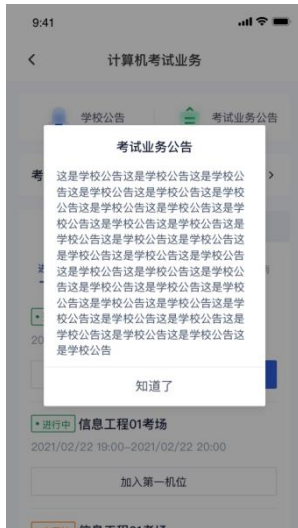 9:41
计算机考试业务
学校公告
考试业务公告
考试业务公告
考
这是学校公告这是学校公告这是学校公
告这是学校公告这是学校公告这是学校
公告这是学校公告这是学校公告这是学
校公告这是学校公告这是学校公告这是
学校公告这是学校公告这是学校公告这
是学校公告这是学校公告这是学校公告
这是学校公告这是学校公告这是学校公
告这是学校公告这是学校公告这是学校
公告这是学校公告这是学校公告这是学
校公告这是学校公告这是学校公告这是
学校公告这是学校公告这是学校公告这
是学校公告
20
知道了
进行中 信息工程01考场
2021/02/22 19:00-2021/02/22 20:00
加入第一机位
信息工程01考场